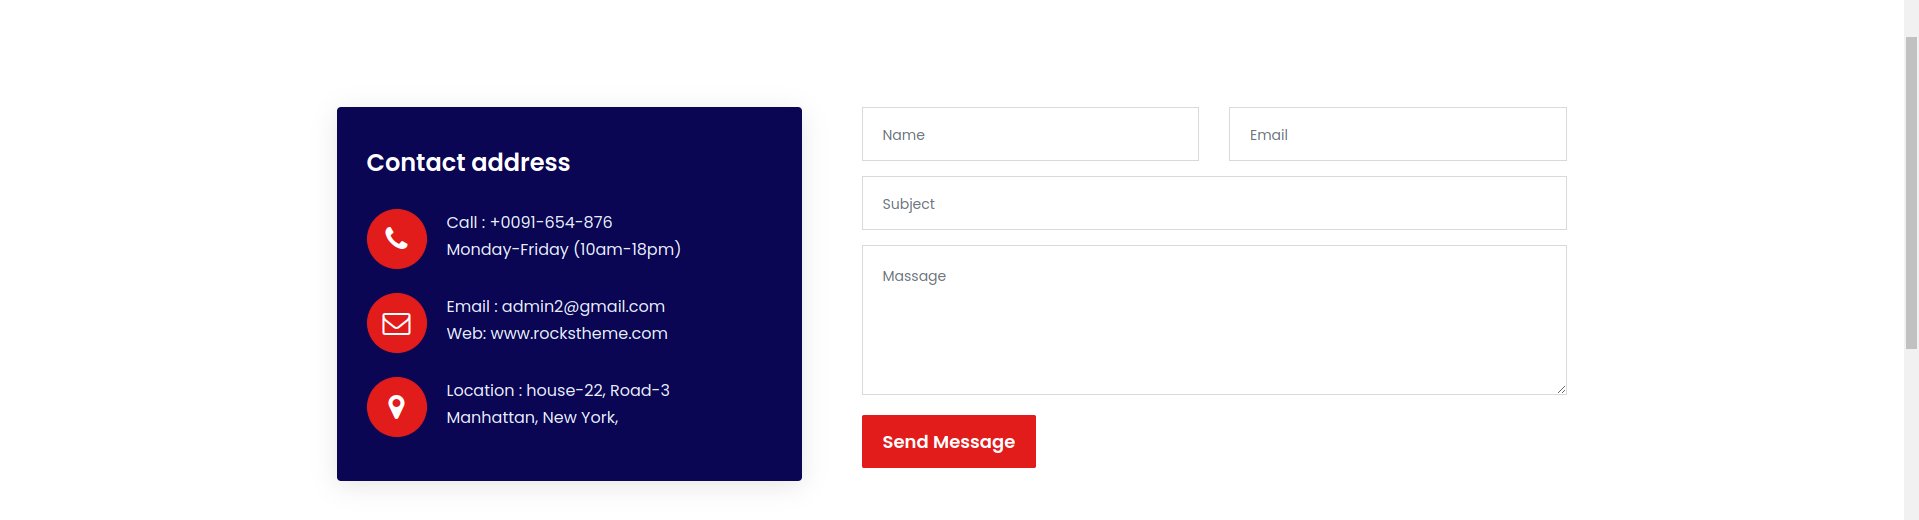 Contact address
Call : +0091-654-876
Monday-Friday (10am-18pm)
Email : admin2@gmail.com
Web: www.rockstheme.com
Location : house-22, Road-3
Manhattan, New York,
Name
Email
Subject
Massage
Send Message